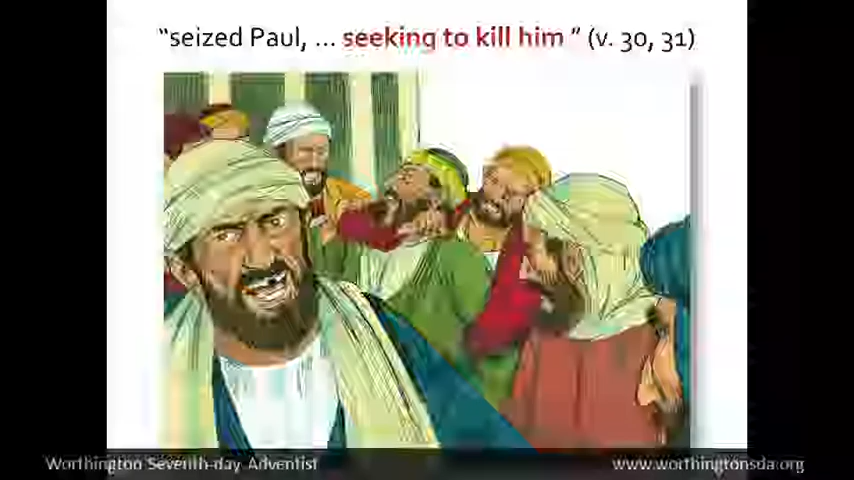 “seized Paul, ... seeking to kill him ” (v. 30, 31)
Worthington Seventh-day Adventist www.worthingtonsda.org